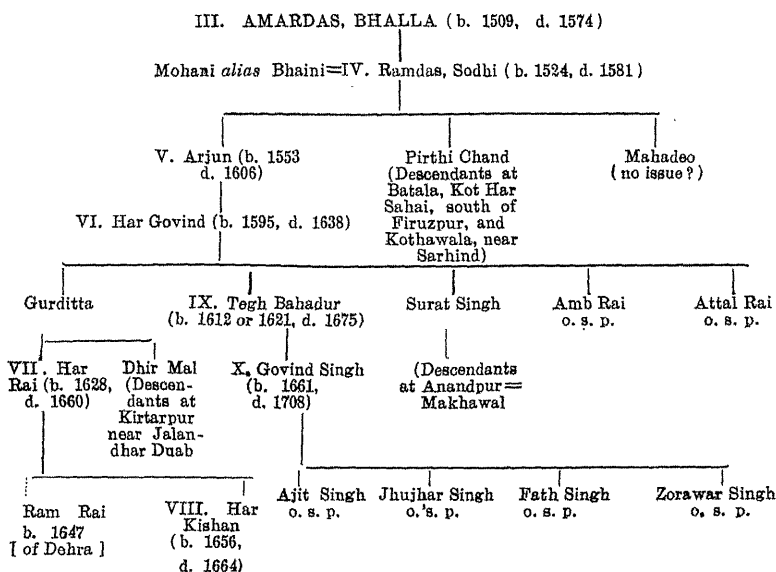 III. AMARDAS, BHALLA (b. 1509, d. 1574)
Mohani alias Bhaini=IV. Ramdas, Sodhi (b. 1524, d. 1581)
V. Arjun (b. 1553
d. 1606)
Pirthi Chand
(Descendants at
Batala, Kot Har
Sahai, south of
Firuzpur, and
Kothawala, near
Sarhind)
Mahadeo
(no issue?)
VI. Har Govind (b. 1595, d. 1638)
Gurditta
IX. Tegh Bahadur
(b. 1612 or 1621, d. 1675)
Surat Singh
Amb Rai
o. s. p.
Attal Rai
o. s. p.
VII. Har
Rai (b. 1628,
d. 1660)
Dhir Mal
(Descen-
dants at
Kirtarpur
near Jalan-
dhar Duab
X. Govind Singh
(b. 1661,
d. 1708)
(Descendants
at Anandpur=
Makhawal
Ram Rai
b. 1647
[ of Dehra ]
VIII. Har
Kishan
(b. 1656,
d. 1664)
Ajit Singh
o. s. p.
Jhujhar Singh
o. s. p.
Fath Singh
o. s. p.
Zorawar Singh
o. s. p.